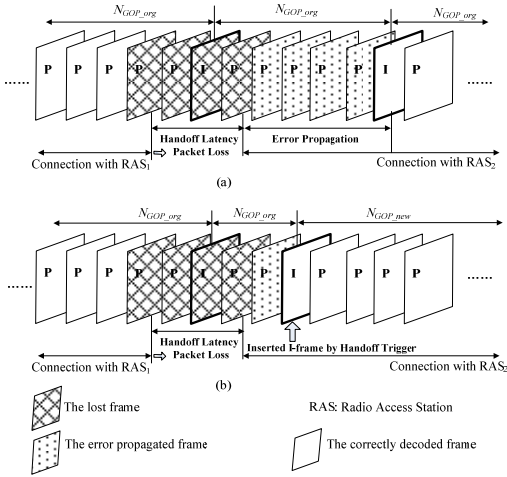 N_GOP_org N_GOP_org N_GOP_org
...... P P P P P I P P P P P I P ......
Handoff Latency Error Propagation
Packet Loss
Connection with RAS1 Connection with RAS2
(a)
N_GOP_org N_GOP_org N_GOP_new
...... P P P P P I P P I P P P P ......
Handoff Latency
Packet Loss Inserted I-frame by Handoff Trigger
Connection with RAS1 Connection with RAS2
(b)
The lost frame RAS: Radio Access Station
The error propagated frame The correctly decoded frame